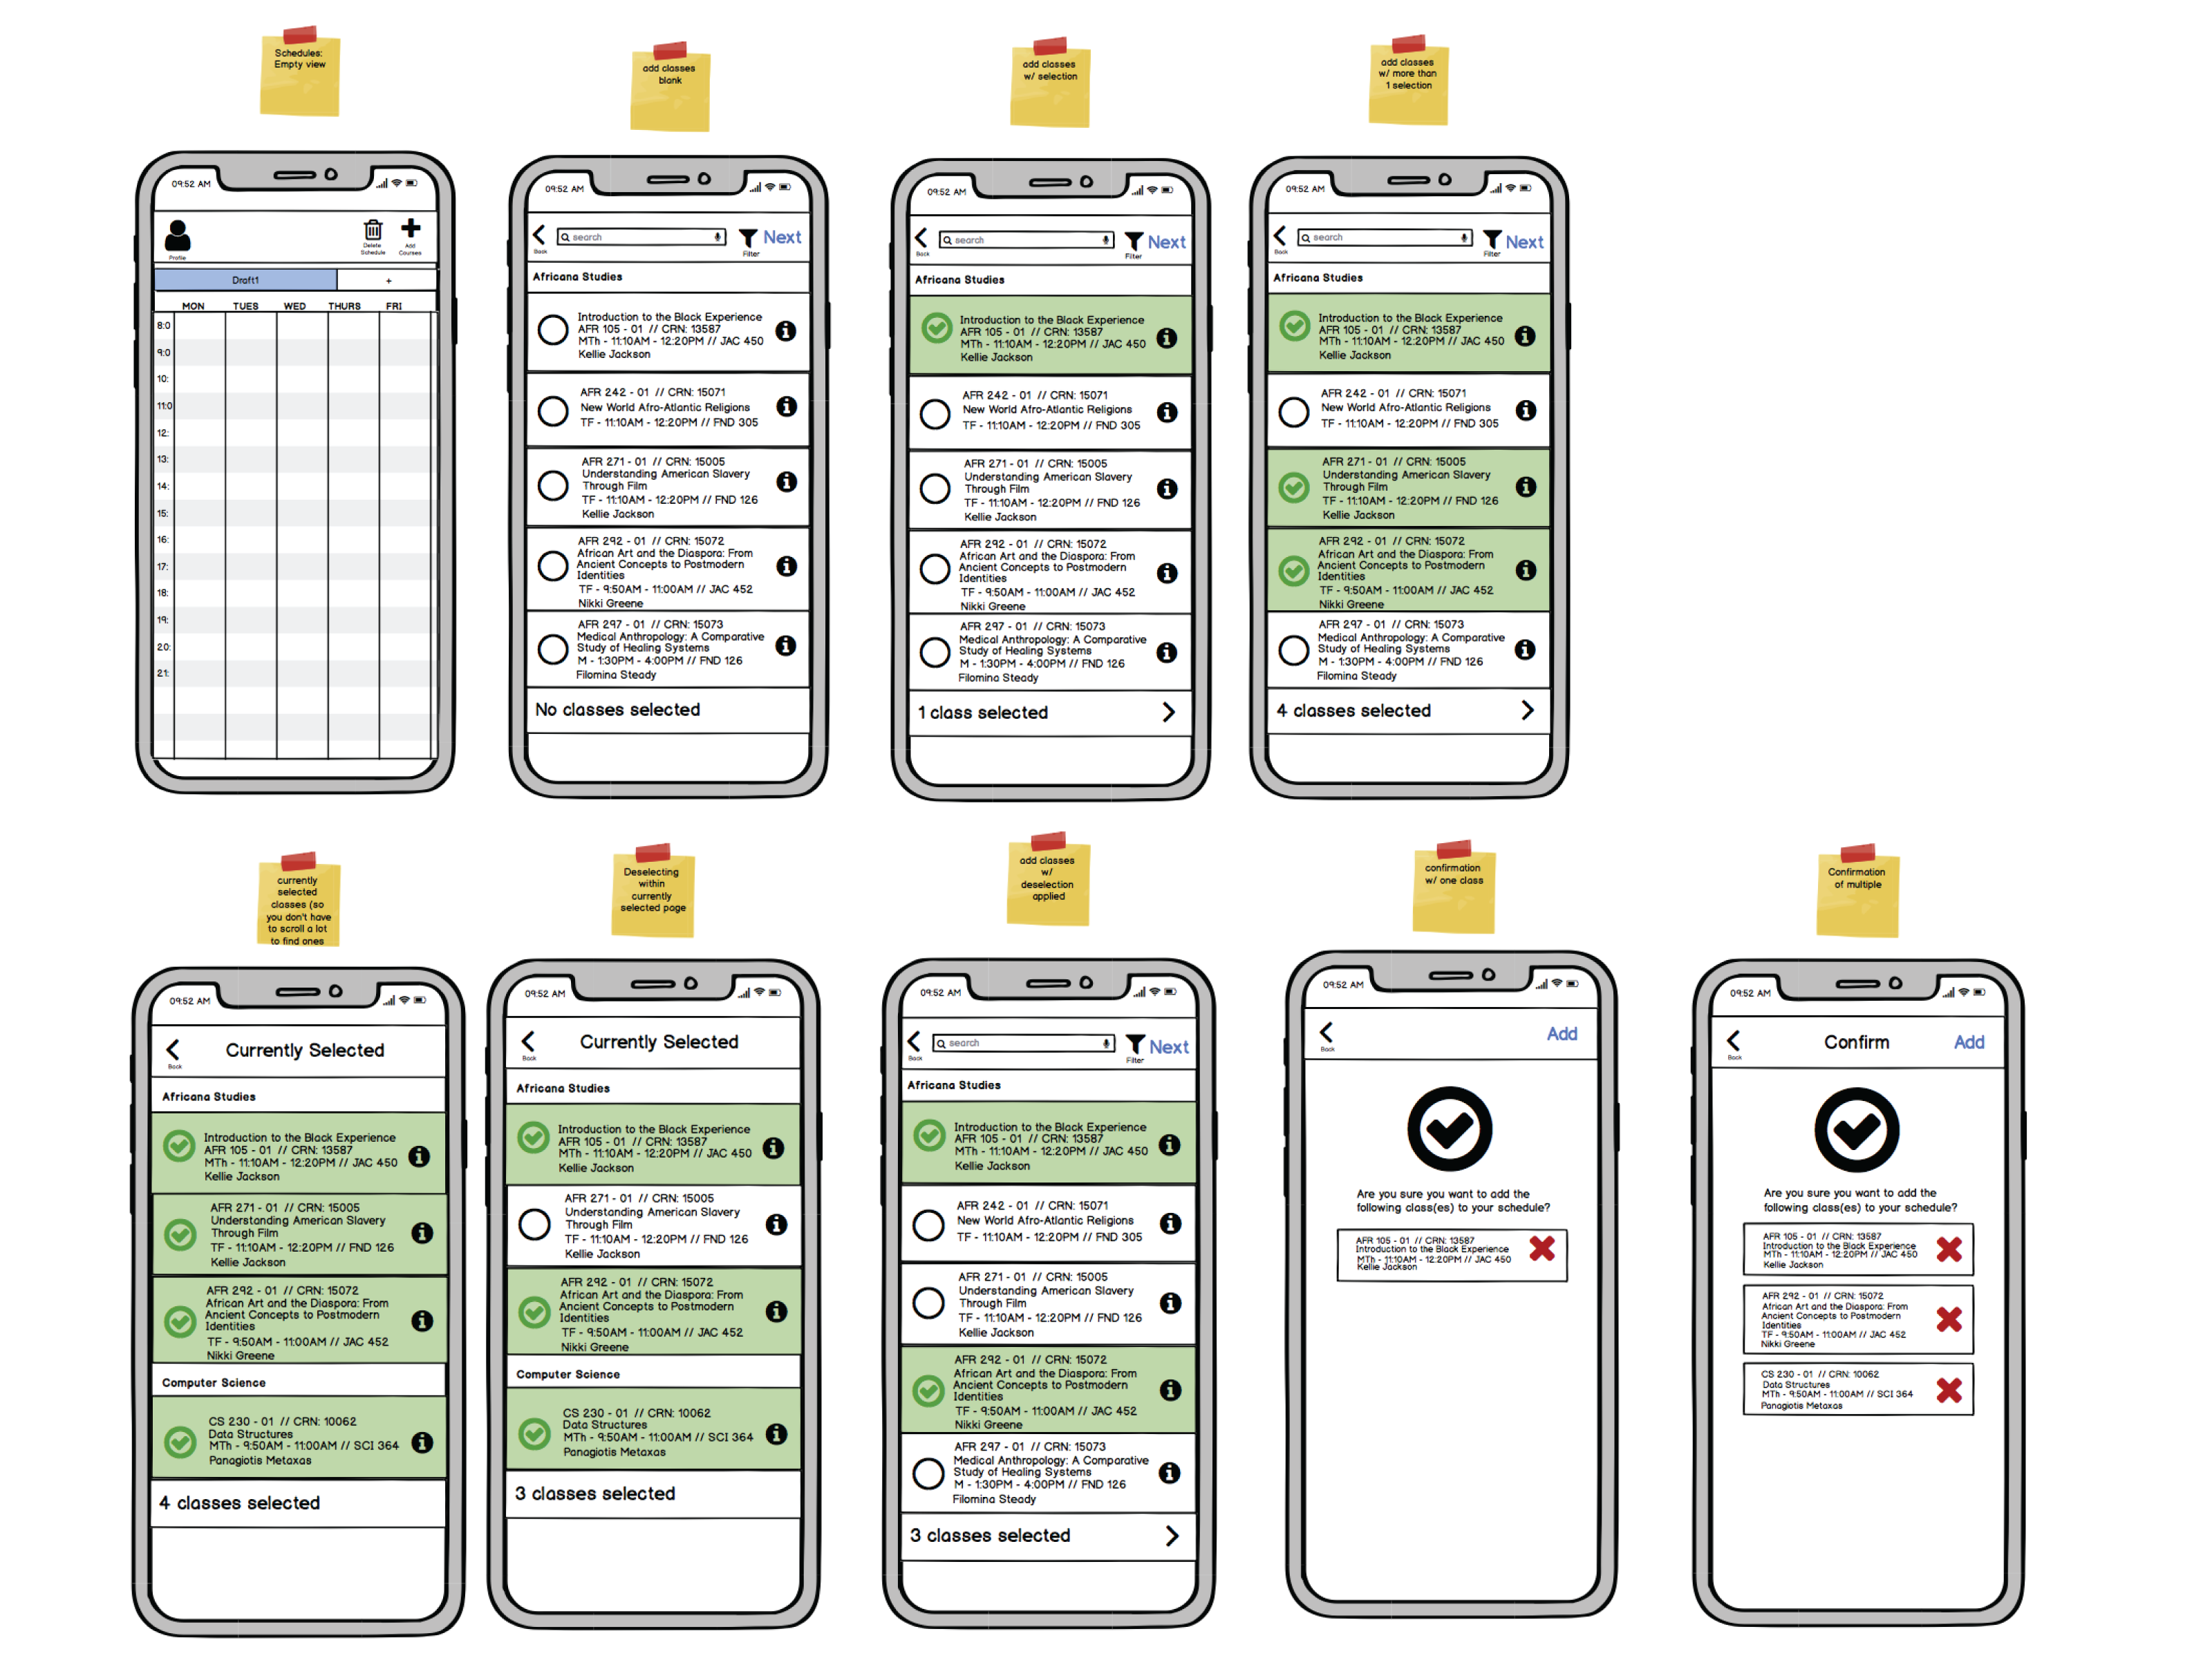 Schedules:
Empty view
add classes
blank
add classes
w/ selection
add classes
w/ more than
1 selection
09:52 AM
Profile
Delete
Schedule
Add
Courses
Draft1
+
MON TUES WED THURS FRI
8:0
9:0
10:
11:0
12:
13:
14:
15:
16:
17:
18:
19:
20:
21:
09:52 AM
Back
search
Filter
Next
Africana Studies
Introduction to the Black Experience
AFR 105 - 01 // CRN: 13587
MTh - 11:10AM - 12:20PM // JAC 450
Kellie Jackson
AFR 242 - 01 // CRN: 15071
New World Afro-Atlantic Religions
TF - 11:10AM - 12:20PM // FND 305
AFR 271 - 01 // CRN: 15005
Understanding American Slavery
Through Film
TF - 11:10AM - 12:20PM // FND 126
Kellie Jackson
AFR 292 - 01 // CRN: 15072
African Art and the Diaspora: From
Ancient Concepts to Postmodern
Identities
TF - 9:50AM - 11:00AM // JAC 452
Nikki Greene
AFR 297 - 01 // CRN: 15073
Medical Anthropology: A Comparative
Study of Healing Systems
M - 1:30PM - 4:00PM // FND 126
Filomina Steady
No classes selected
09:52 AM
Back
search
Filter
Next
Africana Studies
Introduction to the Black Experience
AFR 105 - 01 // CRN: 13587
MTh - 11:10AM - 12:20PM // JAC 450
Kellie Jackson
AFR 242 - 01 // CRN: 15071
New World Afro-Atlantic Religions
TF - 11:10AM - 12:20PM // FND 305
AFR 271 - 01 // CRN: 15005
Understanding American Slavery
Through Film
TF - 11:10AM - 12:20PM // FND 126
Kellie Jackson
AFR 292 - 01 // CRN: 15072
African Art and the Diaspora: From
Ancient Concepts to Postmodern
Identities
TF - 9:50AM - 11:00AM // JAC 452
Nikki Greene
AFR 297 - 01 // CRN: 15073
Medical Anthropology: A Comparative
Study of Healing Systems
M - 1:30PM - 4:00PM // FND 126
Filomina Steady
1 class selected
09:52 AM
Back
search
Filter
Next
Africana Studies
Introduction to the Black Experience
AFR 105 - 01 // CRN: 13587
MTh - 11:10AM - 12:20PM // JAC 450
Kellie Jackson
AFR 242 - 01 // CRN: 15071
New World Afro-Atlantic Religions
TF - 11:10AM - 12:20PM // FND 305
AFR 271 - 01 // CRN: 15005
Understanding American Slavery
Through Film
TF - 11:10AM - 12:20PM // FND 126
Kellie Jackson
AFR 292 - 01 // CRN: 15072
African Art and the Diaspora: From
Ancient Concepts to Postmodern
Identities
TF - 9:50AM - 11:00AM // JAC 452
Nikki Greene
AFR 297 - 01 // CRN: 15073
Medical Anthropology: A Comparative
Study of Healing Systems
M - 1:30PM - 4:00PM // FND 126
Filomina Steady
4 classes selected
currently
selected
classes (so
you don't have
to scroll a lot
to find ones
Deselecting
within
currently
selected page
add classes
w/
deselection
applied
confirmation
w/ one class
Confirmation
of multiple
09:52 AM
Back
Currently Selected
Africana Studies
Introduction to the Black Experience
AFR 105 - 01 // CRN: 13587
MTh - 11:10AM - 12:20PM // JAC 450
Kellie Jackson
AFR 271 - 01 // CRN: 15005
Understanding American Slavery
Through Film
TF - 11:10AM - 12:20PM // FND 126
Kellie Jackson
AFR 292 - 01 // CRN: 15072
African Art and the Diaspora: From
Ancient Concepts to Postmodern
Identities
TF - 9:50AM - 11:00AM // JAC 452
Nikki Greene
Computer Science
CS 230 - 01 // CRN: 10062
Data Structures
MTh - 9:50AM - 11:00AM // SCI 364
Panagiotis Metaxas
4 classes selected
09:52 AM
Back
Currently Selected
Africana Studies
Introduction to the Black Experience
AFR 105 - 01 // CRN: 13587
MTh - 11:10AM - 12:20PM // JAC 450
Kellie Jackson
AFR 271 - 01 // CRN: 15005
Understanding American Slavery
Through Film
TF - 11:10AM - 12:20PM // FND 126
Kellie Jackson
AFR 292 - 01 // CRN: 15072
African Art and the Diaspora: From
Ancient Concepts to Postmodern
Identities
TF - 9:50AM - 11:00AM // JAC 452
Nikki Greene
Computer Science
CS 230 - 01 // CRN: 10062
Data Structures
MTh - 9:50AM - 11:00AM // SCI 364
Panagiotis Metaxas
3 classes selected
09:52 AM
Back
search
Filter
Next
Africana Studies
Introduction to the Black Experience
AFR 105 - 01 // CRN: 13587
MTh - 11:10AM - 12:20PM // JAC 450
Kellie Jackson
AFR 242 - 01 // CRN: 15071
New World Afro-Atlantic Religions
TF - 11:10AM - 12:20PM // FND 305
AFR 271 - 01 // CRN: 15005
Understanding American Slavery
Through Film
TF - 11:10AM - 12:20PM // FND 126
Kellie Jackson
AFR 292 - 01 // CRN: 15072
African Art and the Diaspora: From
Ancient Concepts to Postmodern
Identities
TF - 9:50AM - 11:00AM // JAC 452
Nikki Greene
AFR 297 - 01 // CRN: 15073
Medical Anthropology: A Comparative
Study of Healing Systems
M - 1:30PM - 4:00PM // FND 126
Filomina Steady
3 classes selected
09:52 AM
Back
Add
Are you sure you want to add the
following class(es) to your schedule?
AFR 105 - 01 // CRN: 13587
Introduction to the Black Experience
MTh - 11:10AM - 12:20PM // JAC 450
Kellie Jackson
09:52 AM
Back
Confirm
Add
Are you sure you want to add the
following class(es) to your schedule?
AFR 105 - 01 // CRN: 13587
Introduction to the Black Experience
MTh - 11:10AM - 12:20PM // JAC 450
Kellie Jackson
AFR 292 - 01 // CRN: 15072
African Art and the Diaspora: From
Ancient Concepts to Postmodern
Identities
TF - 9:50AM - 11:00AM // JAC 452
Nikki Greene
CS 230 - 01 // CRN: 10062
Data Structures
MTh - 9:50AM - 11:00AM // SCI 364
Panagiotis Metaxas